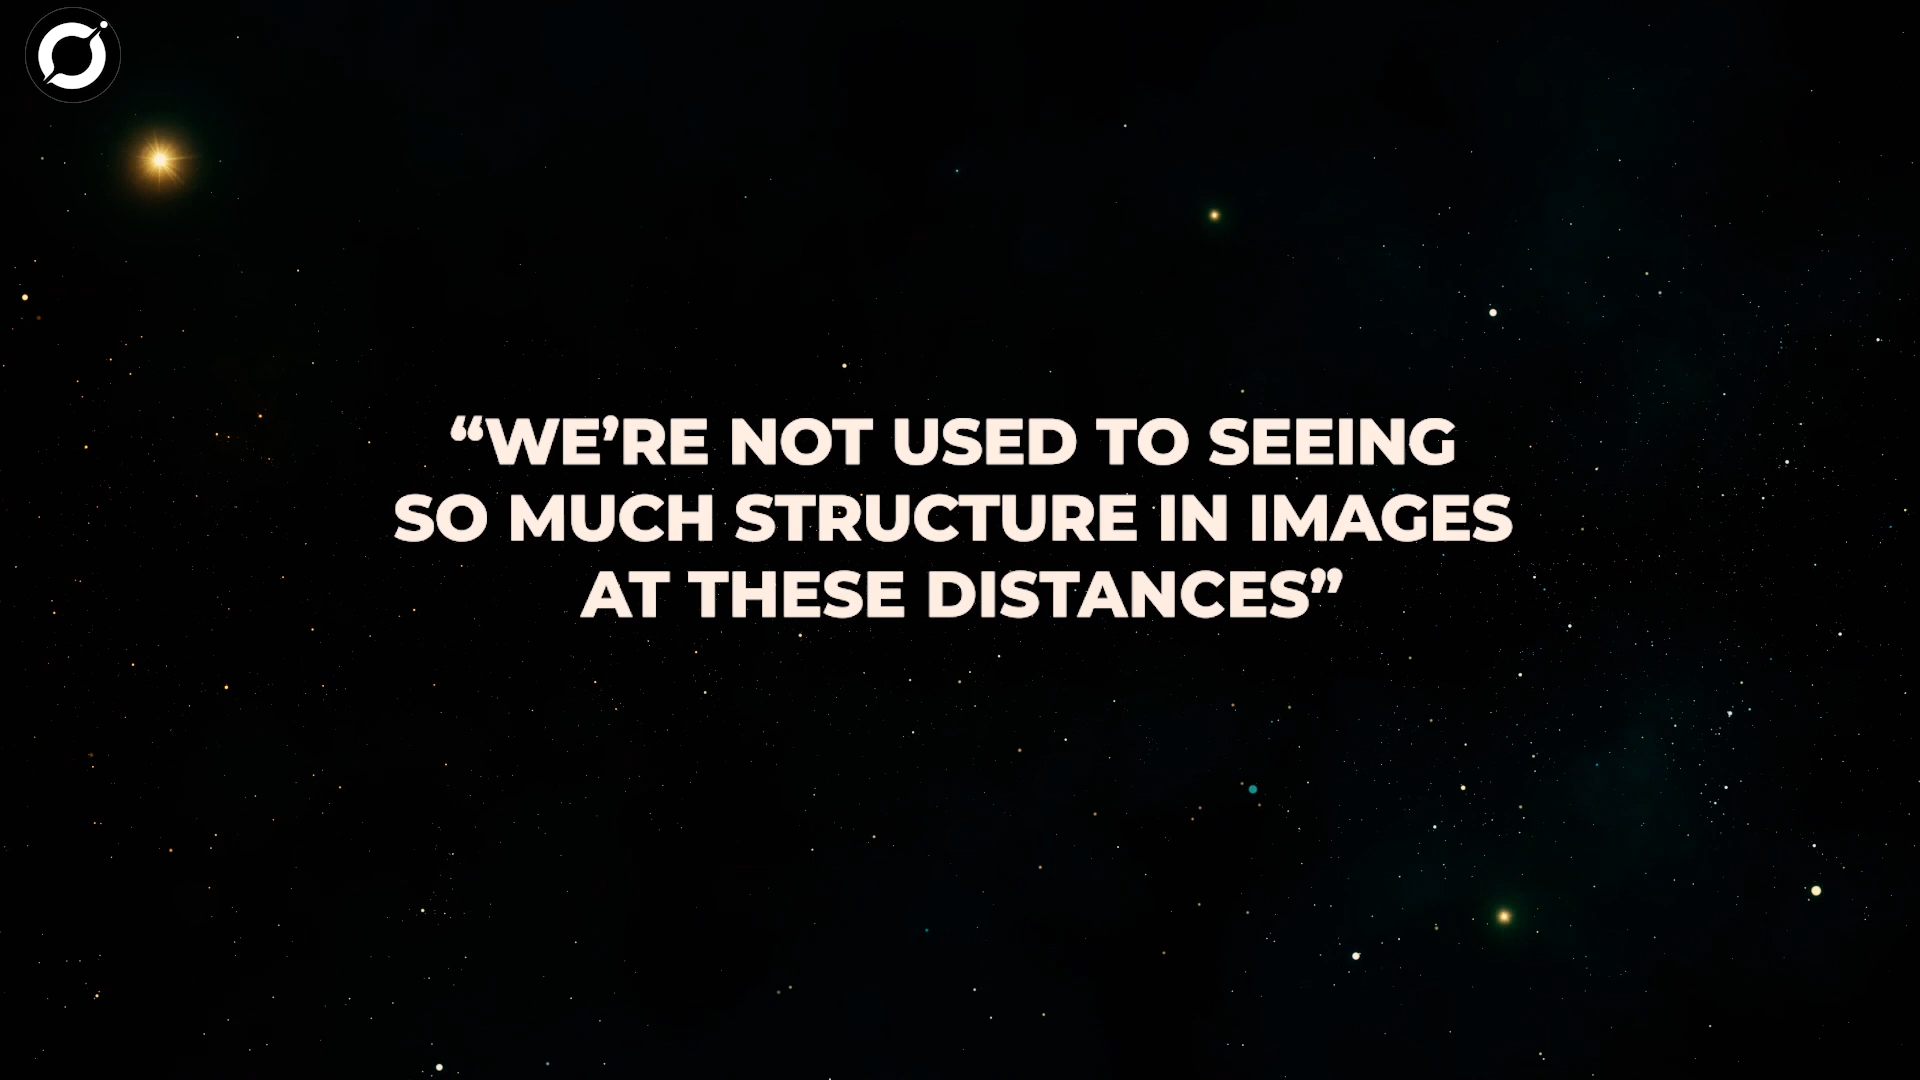 “WE’RE NOT USED TO SEEING
SO MUCH STRUCTURE IN IMAGES
AT THESE DISTANCES”